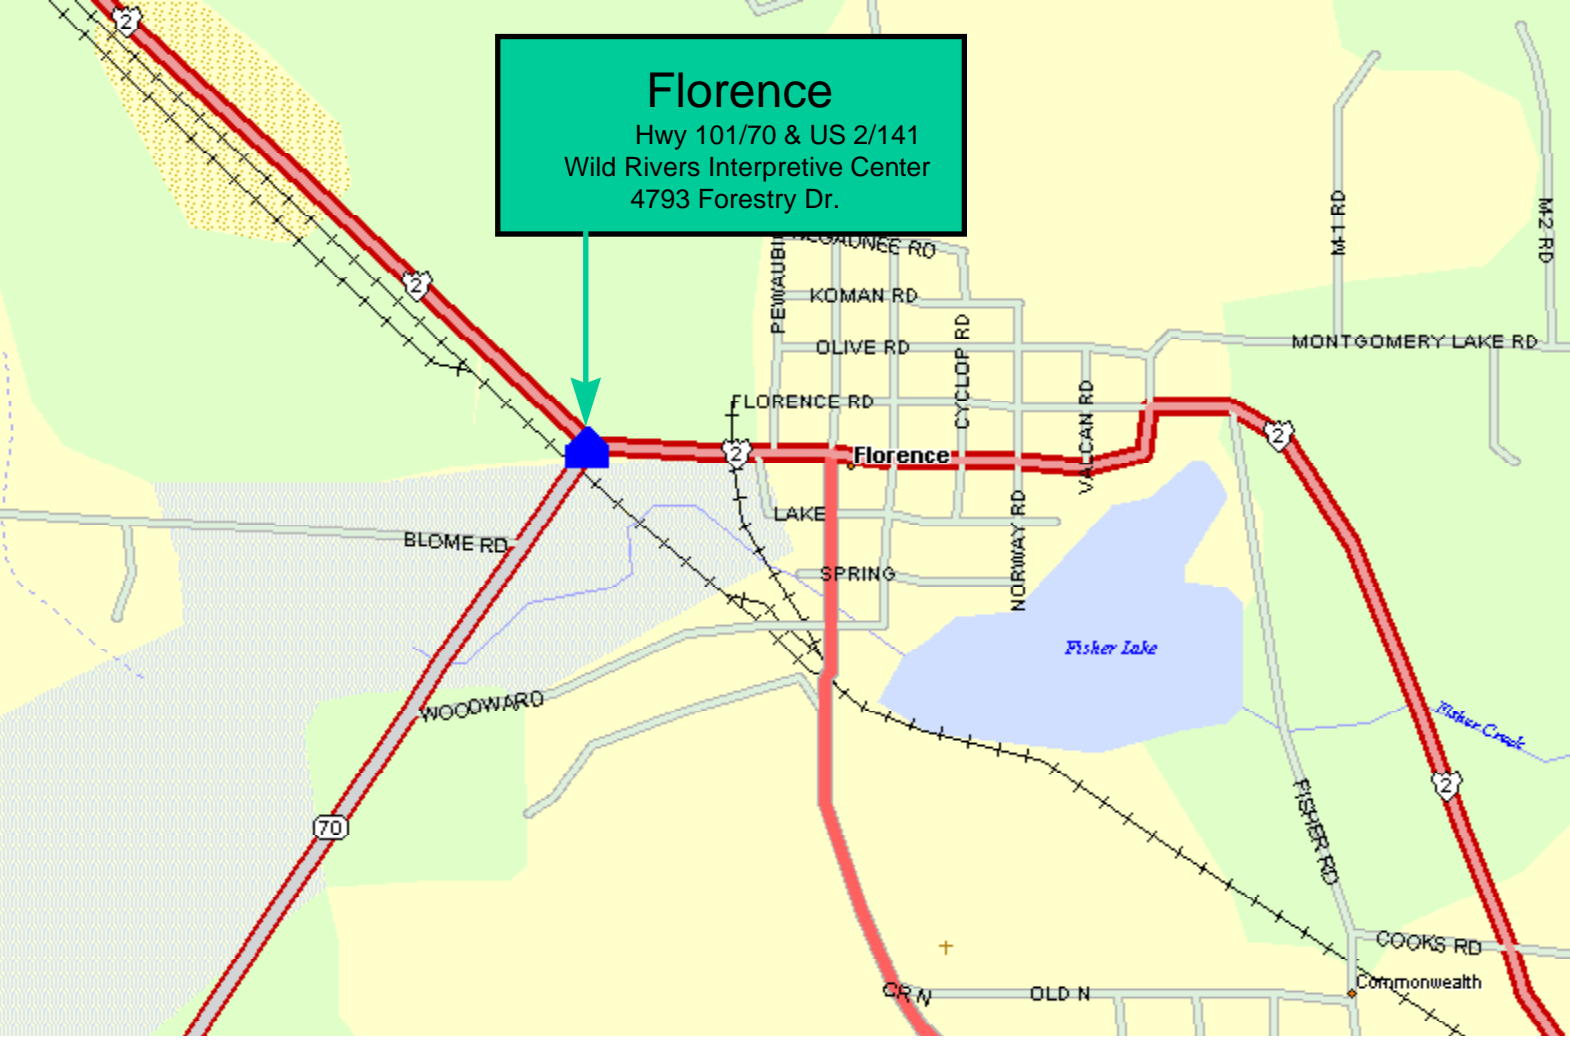 2
Florence
Hwy 101/70 & US 2/141
Wild Rivers Interpretive Center
4793 Forestry Dr.
M-1 RD
M2 RD
RD
2
KOMAN RD
OLIVE RD
CYCLOP RD
MONTGOMERY LAKE RD
FLORENCE RD
VALCAN RD
2
2
Florence
LAKE
BLOME RD
NORWAY RD
SPRING
Fisher Lake
WOODWARD
Fisher Creek
2
70
FISHER RD
COOKS RD
Commonwealth
CR N
OLD N